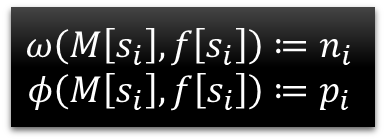 ω(M[sᵢ], f[sᵢ]) ≔ nᵢ
ϕ(M[sᵢ], f[sᵢ]) ≔ pᵢ